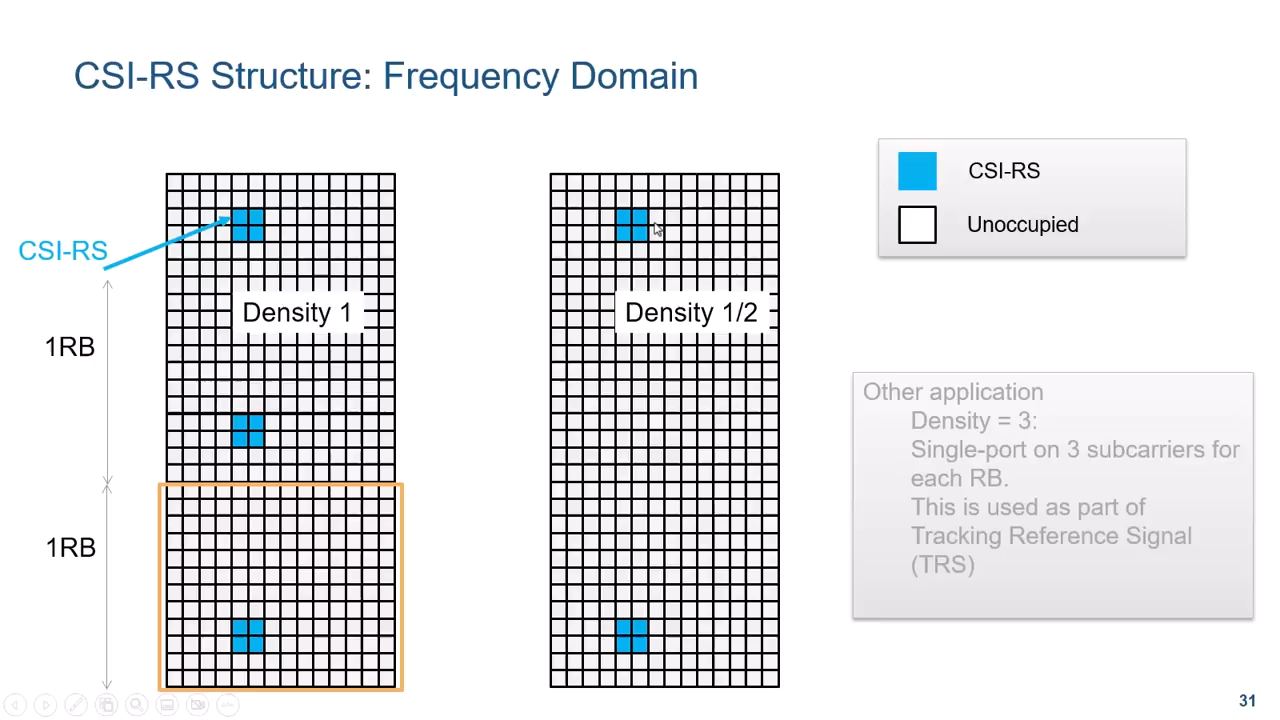 CSI-RS Structure: Frequency Domain
CSI-RS
1RB
1RB
Density 1
Density 1/2
CSI-RS
Unoccupied
Other application
Density = 3:
Single-port on 3 subcarriers for
each RB.
This is used as part of
Tracking Reference Signal
(TRS)
31